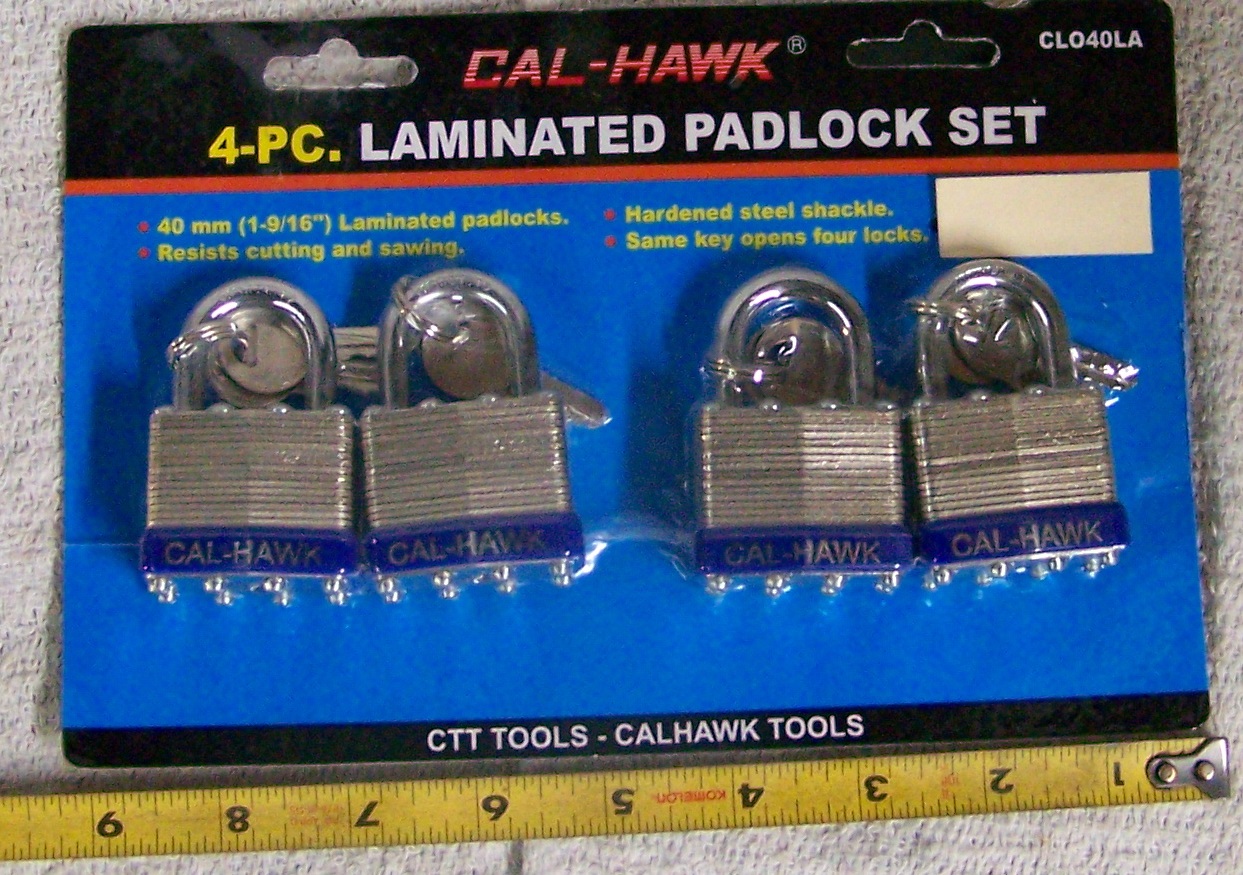 CAL-HAWK®
CLO40LA
4-PC. LAMINATED PADLOCK SET
• 40 mm (1-9/16") Laminated padlocks.
• Resists cutting and sawing.
• Hardened steel shackle.
• Same key opens four locks.
CAL-HAWK
CAL-HAWK
CAL-HAWK
CAL-HAWK
CTT TOOLS - CALHAWK TOOLS
9 8 7 6 5 KOMELON 4 3 2 1